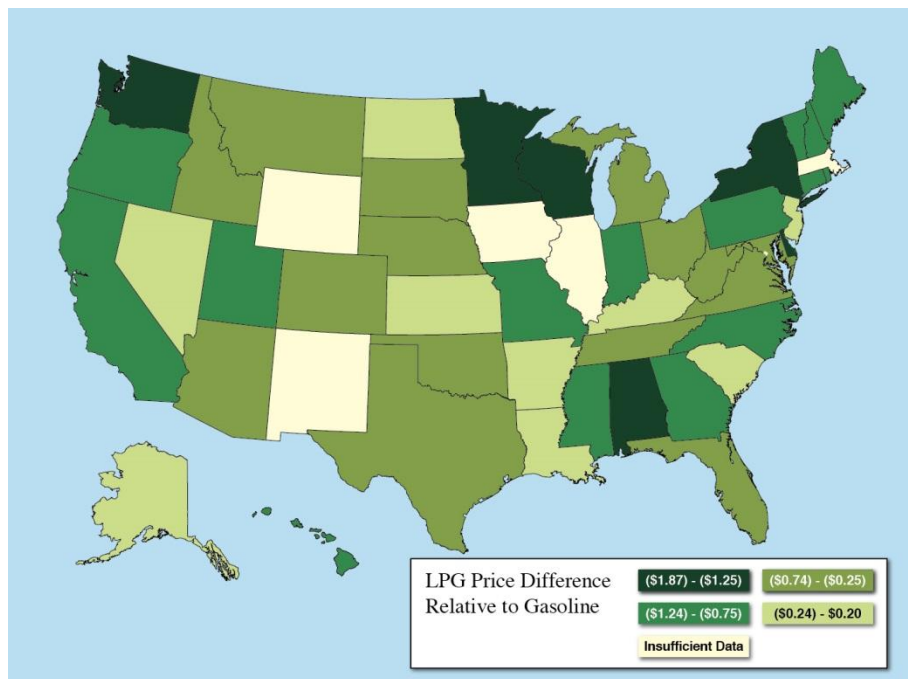 LPG Price Difference
Relative to Gasoline
($1.87) - ($1.25)
($0.74) - ($0.25)
($1.24) - ($0.75)
($0.24) - $0.20
Insufficient Data